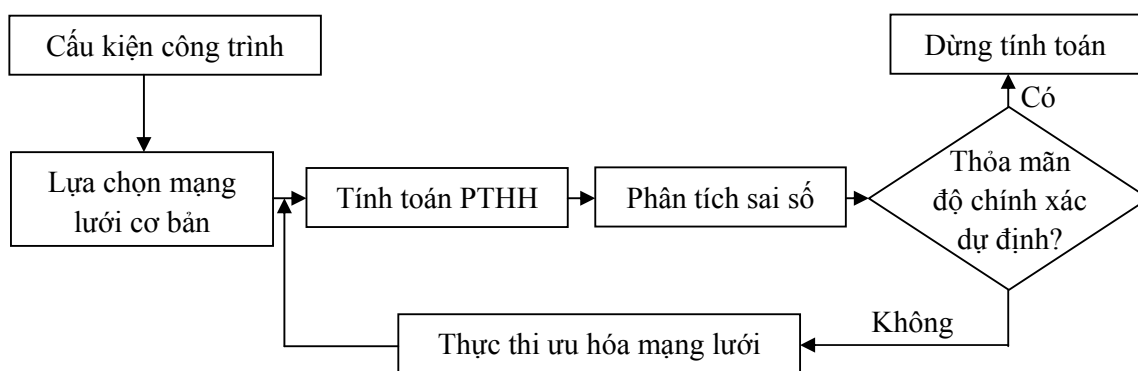 Cấu kiện công trình
Dừng tính toán
Có
Lựa chọn mạng
lưới cơ bản
Tính toán PTHH
Phân tích sai số
Thỏa mãn
độ chính xác
dự định?
Không
Thực thi ưu hóa mạng lưới